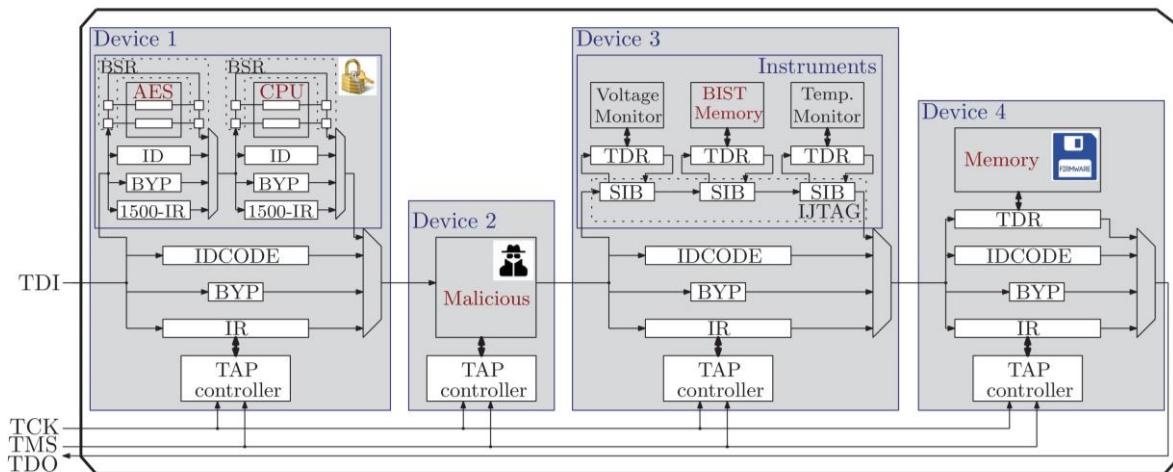 Device 1
BSR
BSR
AES
CPU
ID
ID
BYP
BYP
1500-IR
1500-IR
IDCODE
BYP
IR
TAP
controller
Device 2
Malicious
TAP
controller
Device 3
Instruments
Voltage
Monitor
BIST
Memory
Temp.
Monitor
TDR
TDR
TDR
SIB
SIB
SIB
IJTAG
IDCODE
BYP
IR
TAP
controller
Device 4
Memory
FIRMWARE
TDR
IDCODE
BYP
IR
TAP
controller
TDI
TCK
TMS
TDO